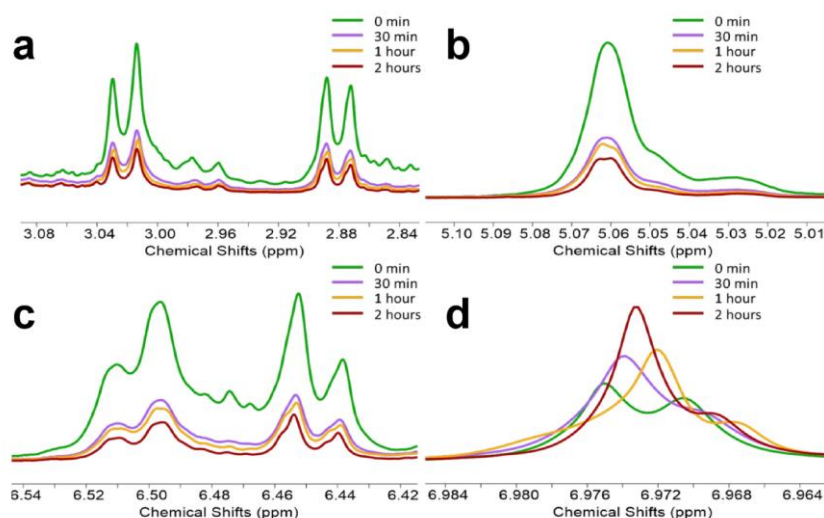 a
0 min
30 min
1 hour
2 hours
3.08 3.04 3.00 2.96 2.92 2.88 2.84
Chemical Shifts (ppm)
b
0 min
30 min
1 hour
2 hours
5.10 5.09 5.08 5.07 5.06 5.05 5.04 5.03 5.02 5.01
Chemical Shifts (ppm)
c
0 min
30 min
1 hour
2 hours
6.54 6.52 6.50 6.48 6.46 6.44 6.42
Chemical Shifts (ppm)
d
0 min
30 min
1 hour
2 hours
6.984 6.980 6.976 6.972 6.968 6.964
Chemical Shifts (ppm)